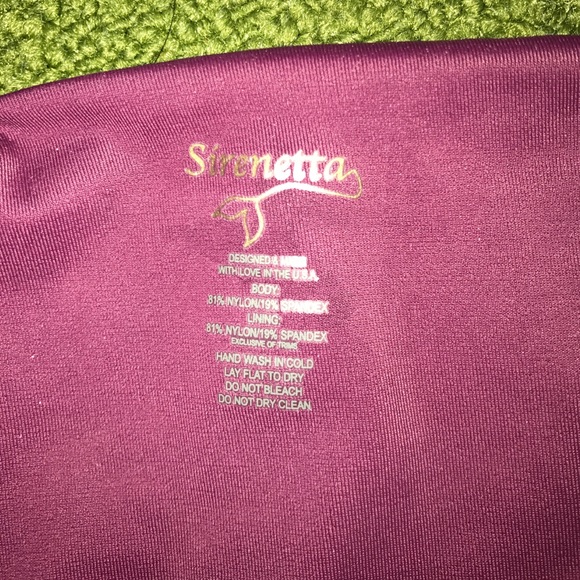 Sirenetta
DESIGNED & MADE
WITH LOVE IN THE U.S.A.
BODY:
81% NYLON/19% SPANDEX
LINING:
81% NYLON/19% SPANDEX
EXCLUSIVE OF TRIMS
HAND WASH IN COLD
LAY FLAT TO DRY
DO NOT BLEACH
DO NOT DRY CLEAN